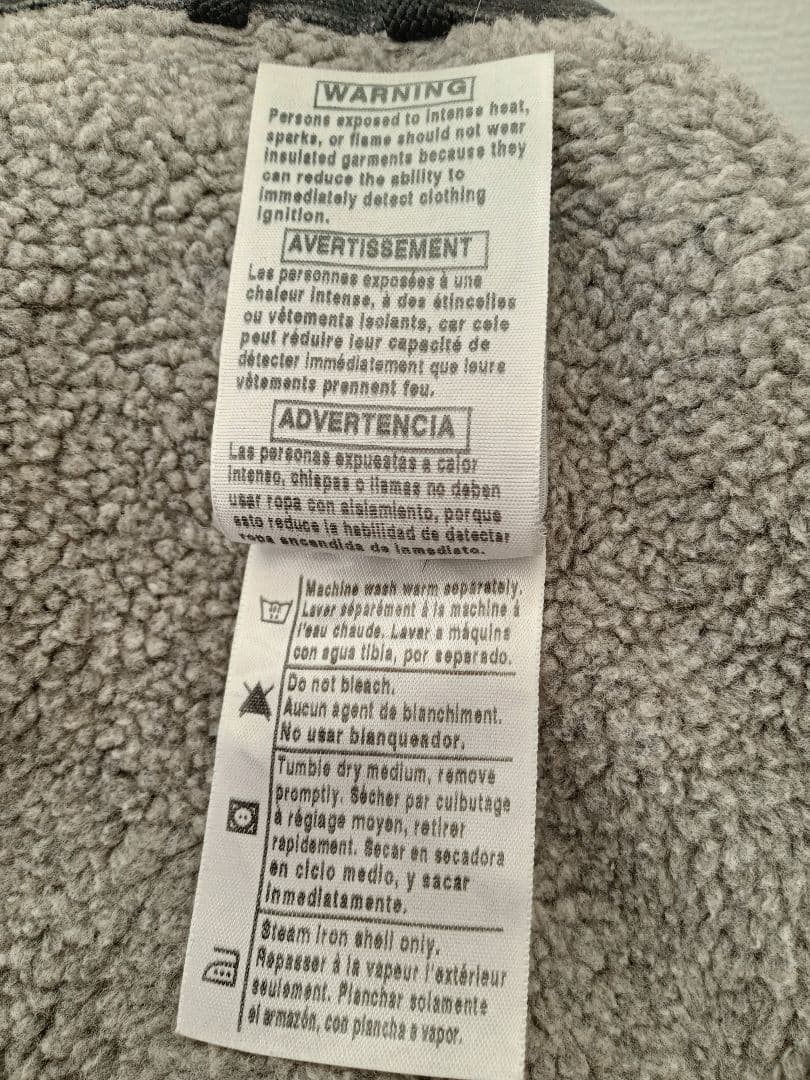 WARNING
Persons exposed to intense heat,
sparks, or flame should not wear
insulated garments because they
can reduce the ability to
immediately detect clothing
ignition.
AVERTISSEMENT
Les personnes exposées à une
chaleur intense, à des étincelles
ou vêtements isolants, car cele
peut réduire leur capacité de
détecter immédiatement que leurs
vêtements prennent feu.
ADVERTENCIA
Las personas expuestas a calor
intenso, chispas o llamas no deben
usar ropa con aislamiento, porque
esto reduce la habilidad de detectar
ropa encendida de inmediato.
Machine wash warm separately.
Laver séparément à la machine à
l'eau chaude. Lavar a máquina
con agua tibia, por separado.
Do not bleach.
Aucun agent de blanchiment.
No usar blanqueador.
Tumble dry medium, remove
promptly. Sécher par culbutage
à réglage moyen, retirer
rapidement. Secar en secadora
en ciclo medio, y sacar
inmediatamente.
Steam iron shell only.
Repasser à la vapeur l'extérieur
seulement. Planchar solamente
el armazón, con plancha a vapor.